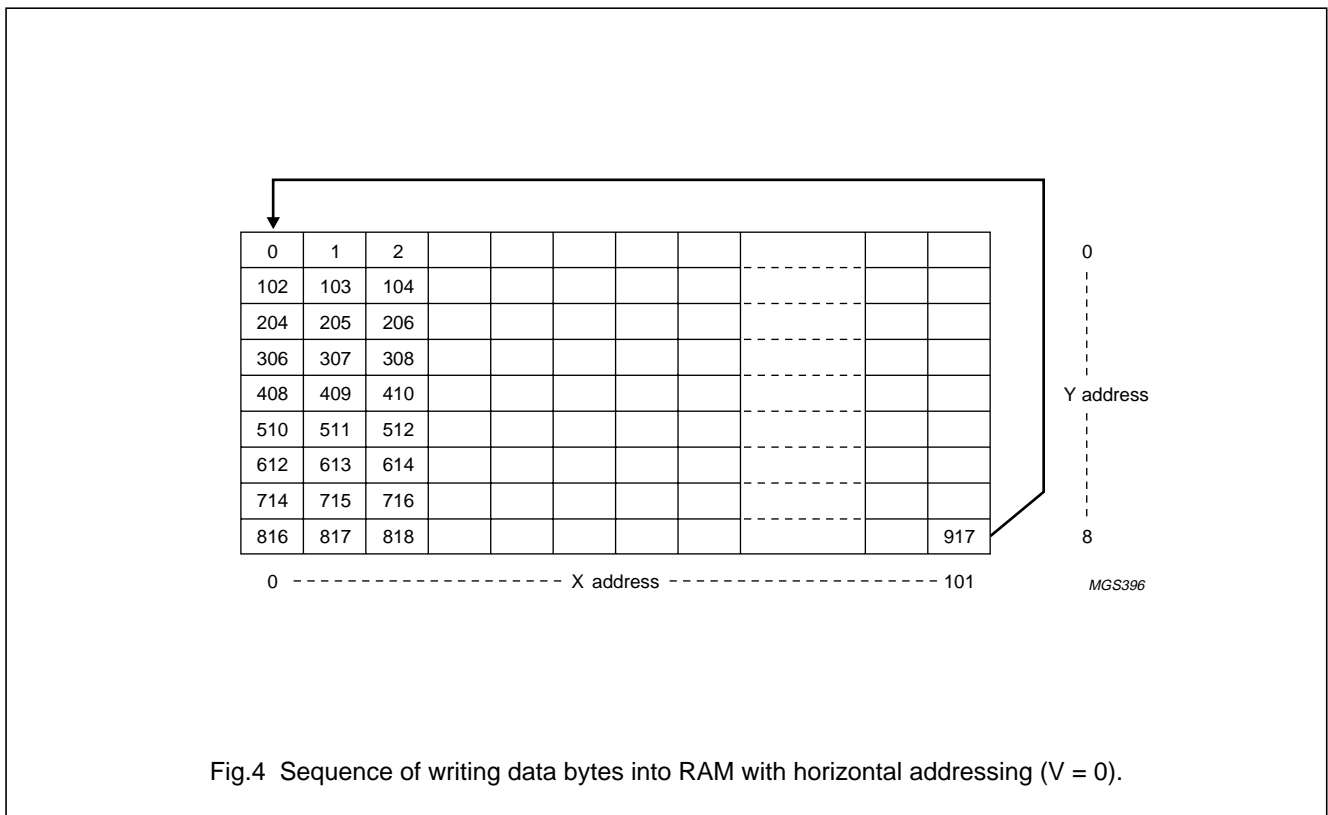 0 1 2 0
102 103 104
204 205 206
306 307 308
408 409 410 Y address
510 511 512
612 613 614
714 715 716
816 817 818 917 8
0 X address 101 MGS396
Fig.4 Sequence of writing data bytes into RAM with horizontal addressing (V = 0).